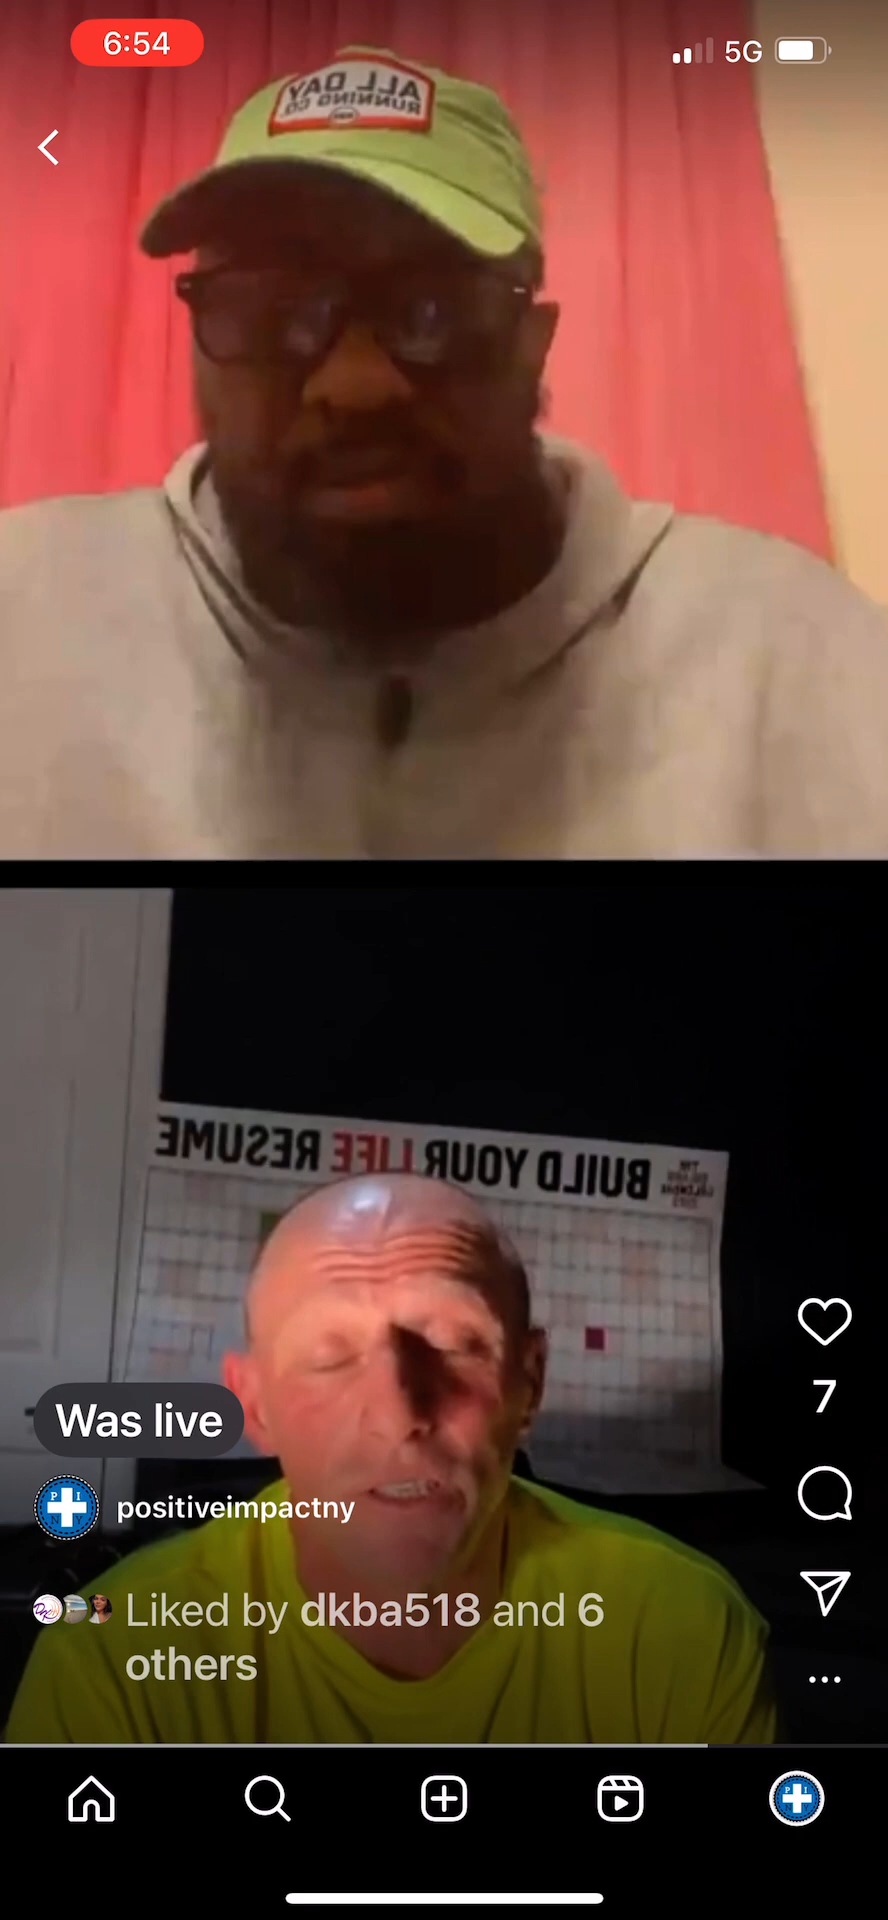 6:54
5G
ALL DAY
RUNNING CO.
BUILD YOUR LIFE RESUME
Was live
7
P I
N Y
positiveimpactny
Liked by dkba518 and 6
others
P I